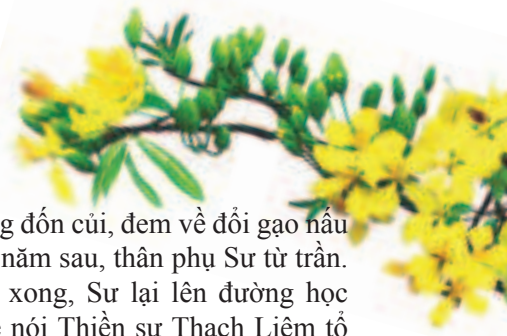 g đốn củi, đem về đổi gạo nấu
năm sau, thân phụ Sư từ trần.
xong, Sư lại lên đường học
nói Thiền sư Thạch Liêm tổ